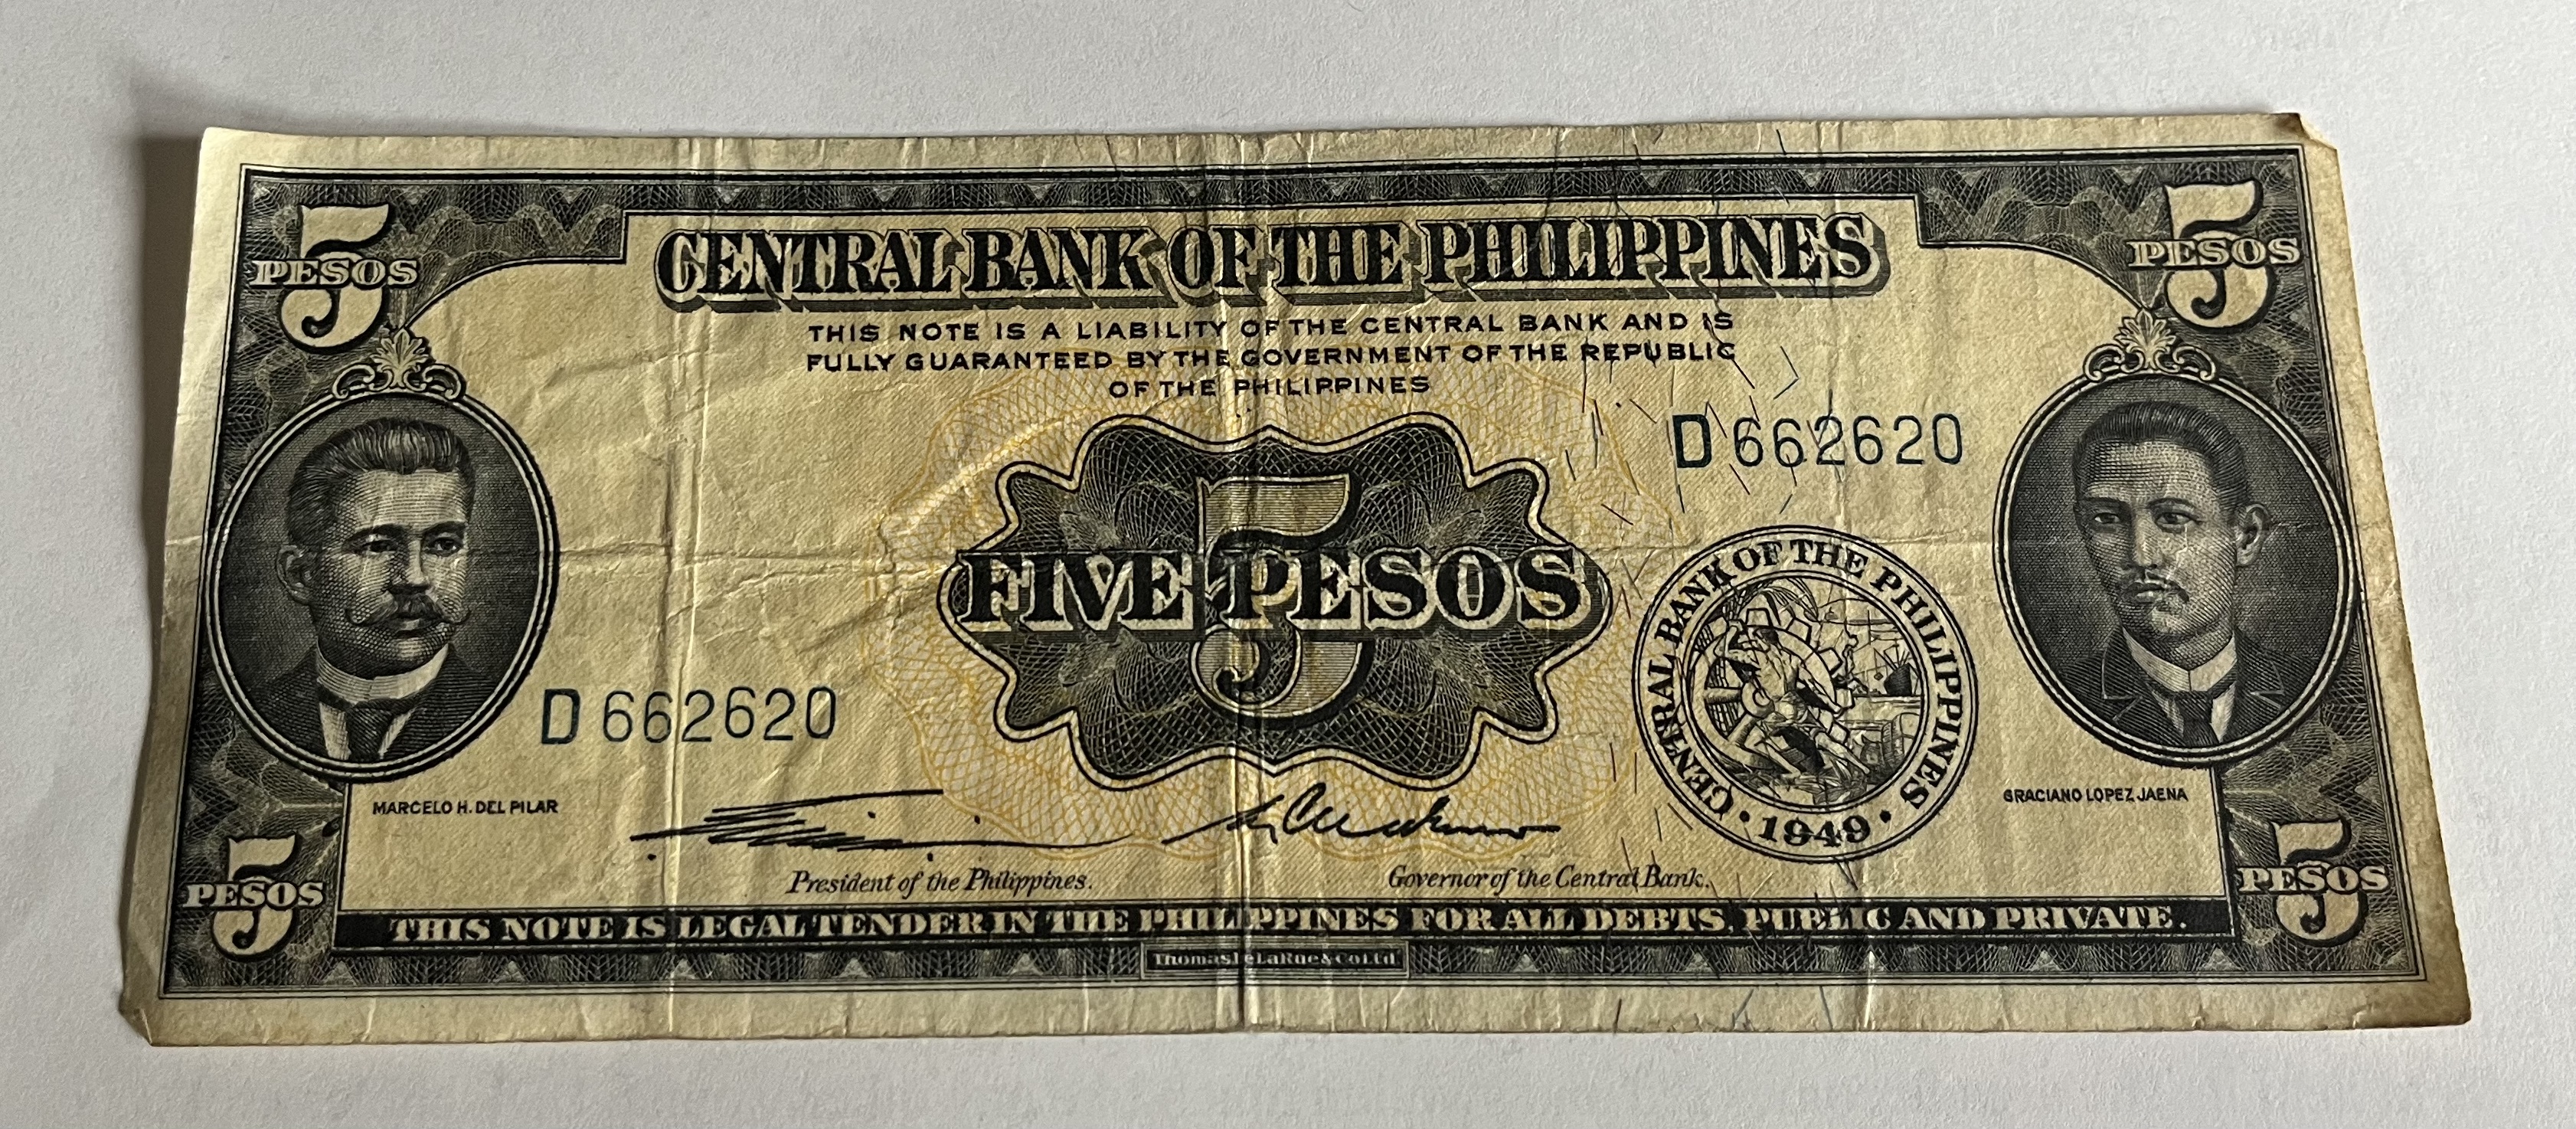 5 PESOS
5 PESOS
CENTRAL BANK OF THE PHILIPPINES
THIS NOTE IS A LIABILITY OF THE CENTRAL BANK AND IS
FULLY GUARANTEED BY THE GOVERNMENT OF THE REPUBLIC
OF THE PHILIPPINES
D 662620
5
FIVE PESOS
CENTRAL BANK OF THE PHILIPPINES
· 1949 ·
D 662620
MARCELO H. DEL PILAR
GRACIANO LOPEZ JAENA
President of the Philippines.
Governor of the Central Bank.
5 PESOS
5 PESOS
THIS NOTE IS LEGAL TENDER IN THE PHILIPPINES FOR ALL DEBTS, PUBLIC AND PRIVATE.
Thomas De La Rue & Co Ltd